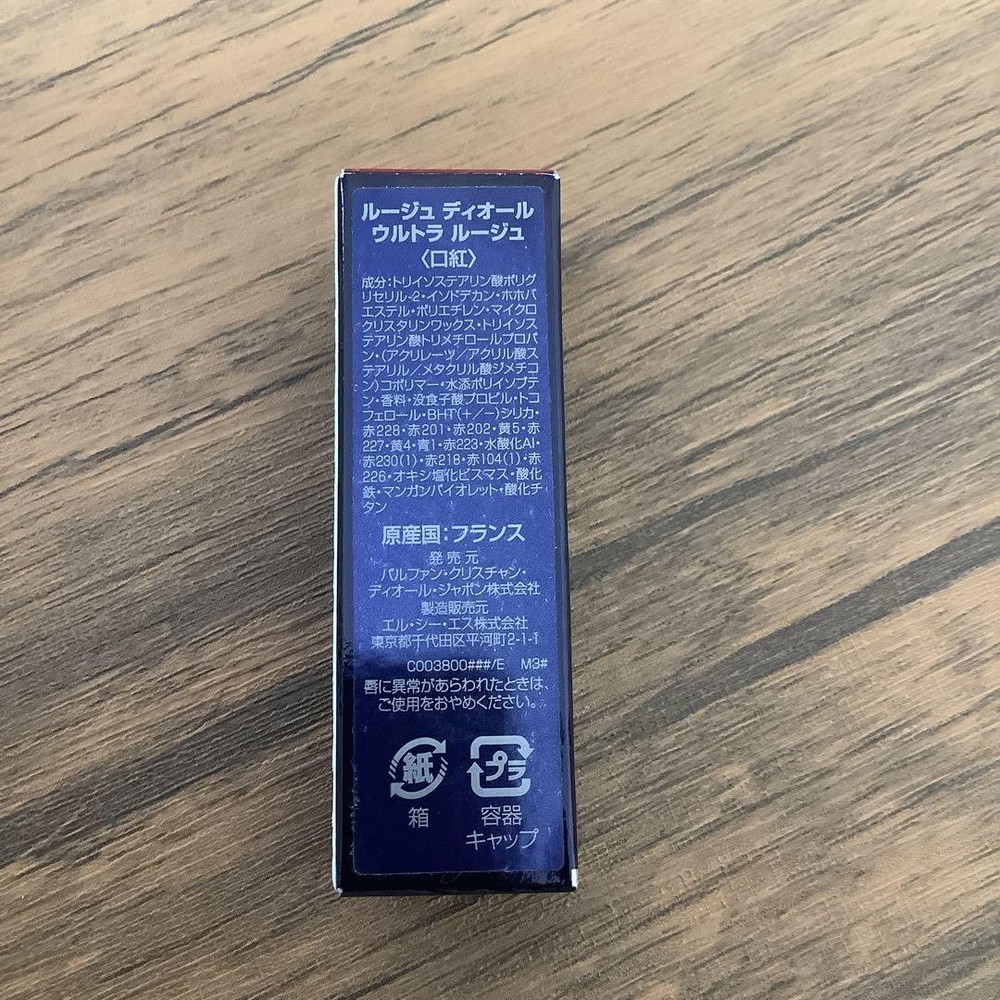 ルージュ ディオール
ウルトラ ルージュ
〈口紅〉
成分:トリイソステアリン酸ポリグ
リセリル-2・イソドデカン・ホホバ
エステル・ポリエチレン・マイクロ
クリスタリンワックス・トリイソス
テアリン酸トリメチロールプロパ
ン・(アクリレーツ/アクリル酸ス
テアリル/メタクリル酸ジメチコ
ン)コポリマー・水添ポリイソブテ
ン・香料・没食子酸プロピル・トコ
フェロール・BHT(+/−)シリカ・
赤228・赤201・赤202・黄5・赤
227・黄4・青1・赤223・水酸化Al・
赤230(1)・赤218・赤104(1)・赤
226・オキシ塩化ビスマス・酸化
鉄・マンガンバイオレット・酸化チ
タン
原産国:フランス
発売元
パルファン・クリスチャン・
ディオール・ジャポン株式会社
製造販売元
エル・シー・エス株式会社
東京都千代田区平河町2-1-1
C003800###/E M3#
唇に異常があらわれたときは、
ご使用をおやめください。
紙 プラ
箱 容器
キャップ